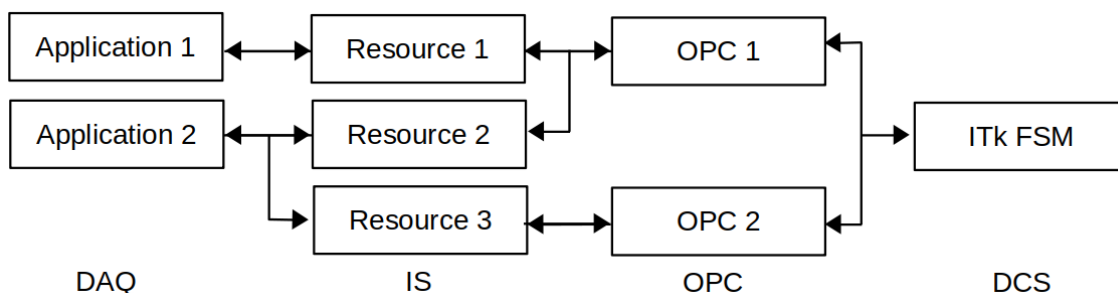 Application 1
Resource 1
OPC 1
Application 2
Resource 2
ITk FSM
Resource 3
OPC 2
DAQ
IS
OPC
DCS